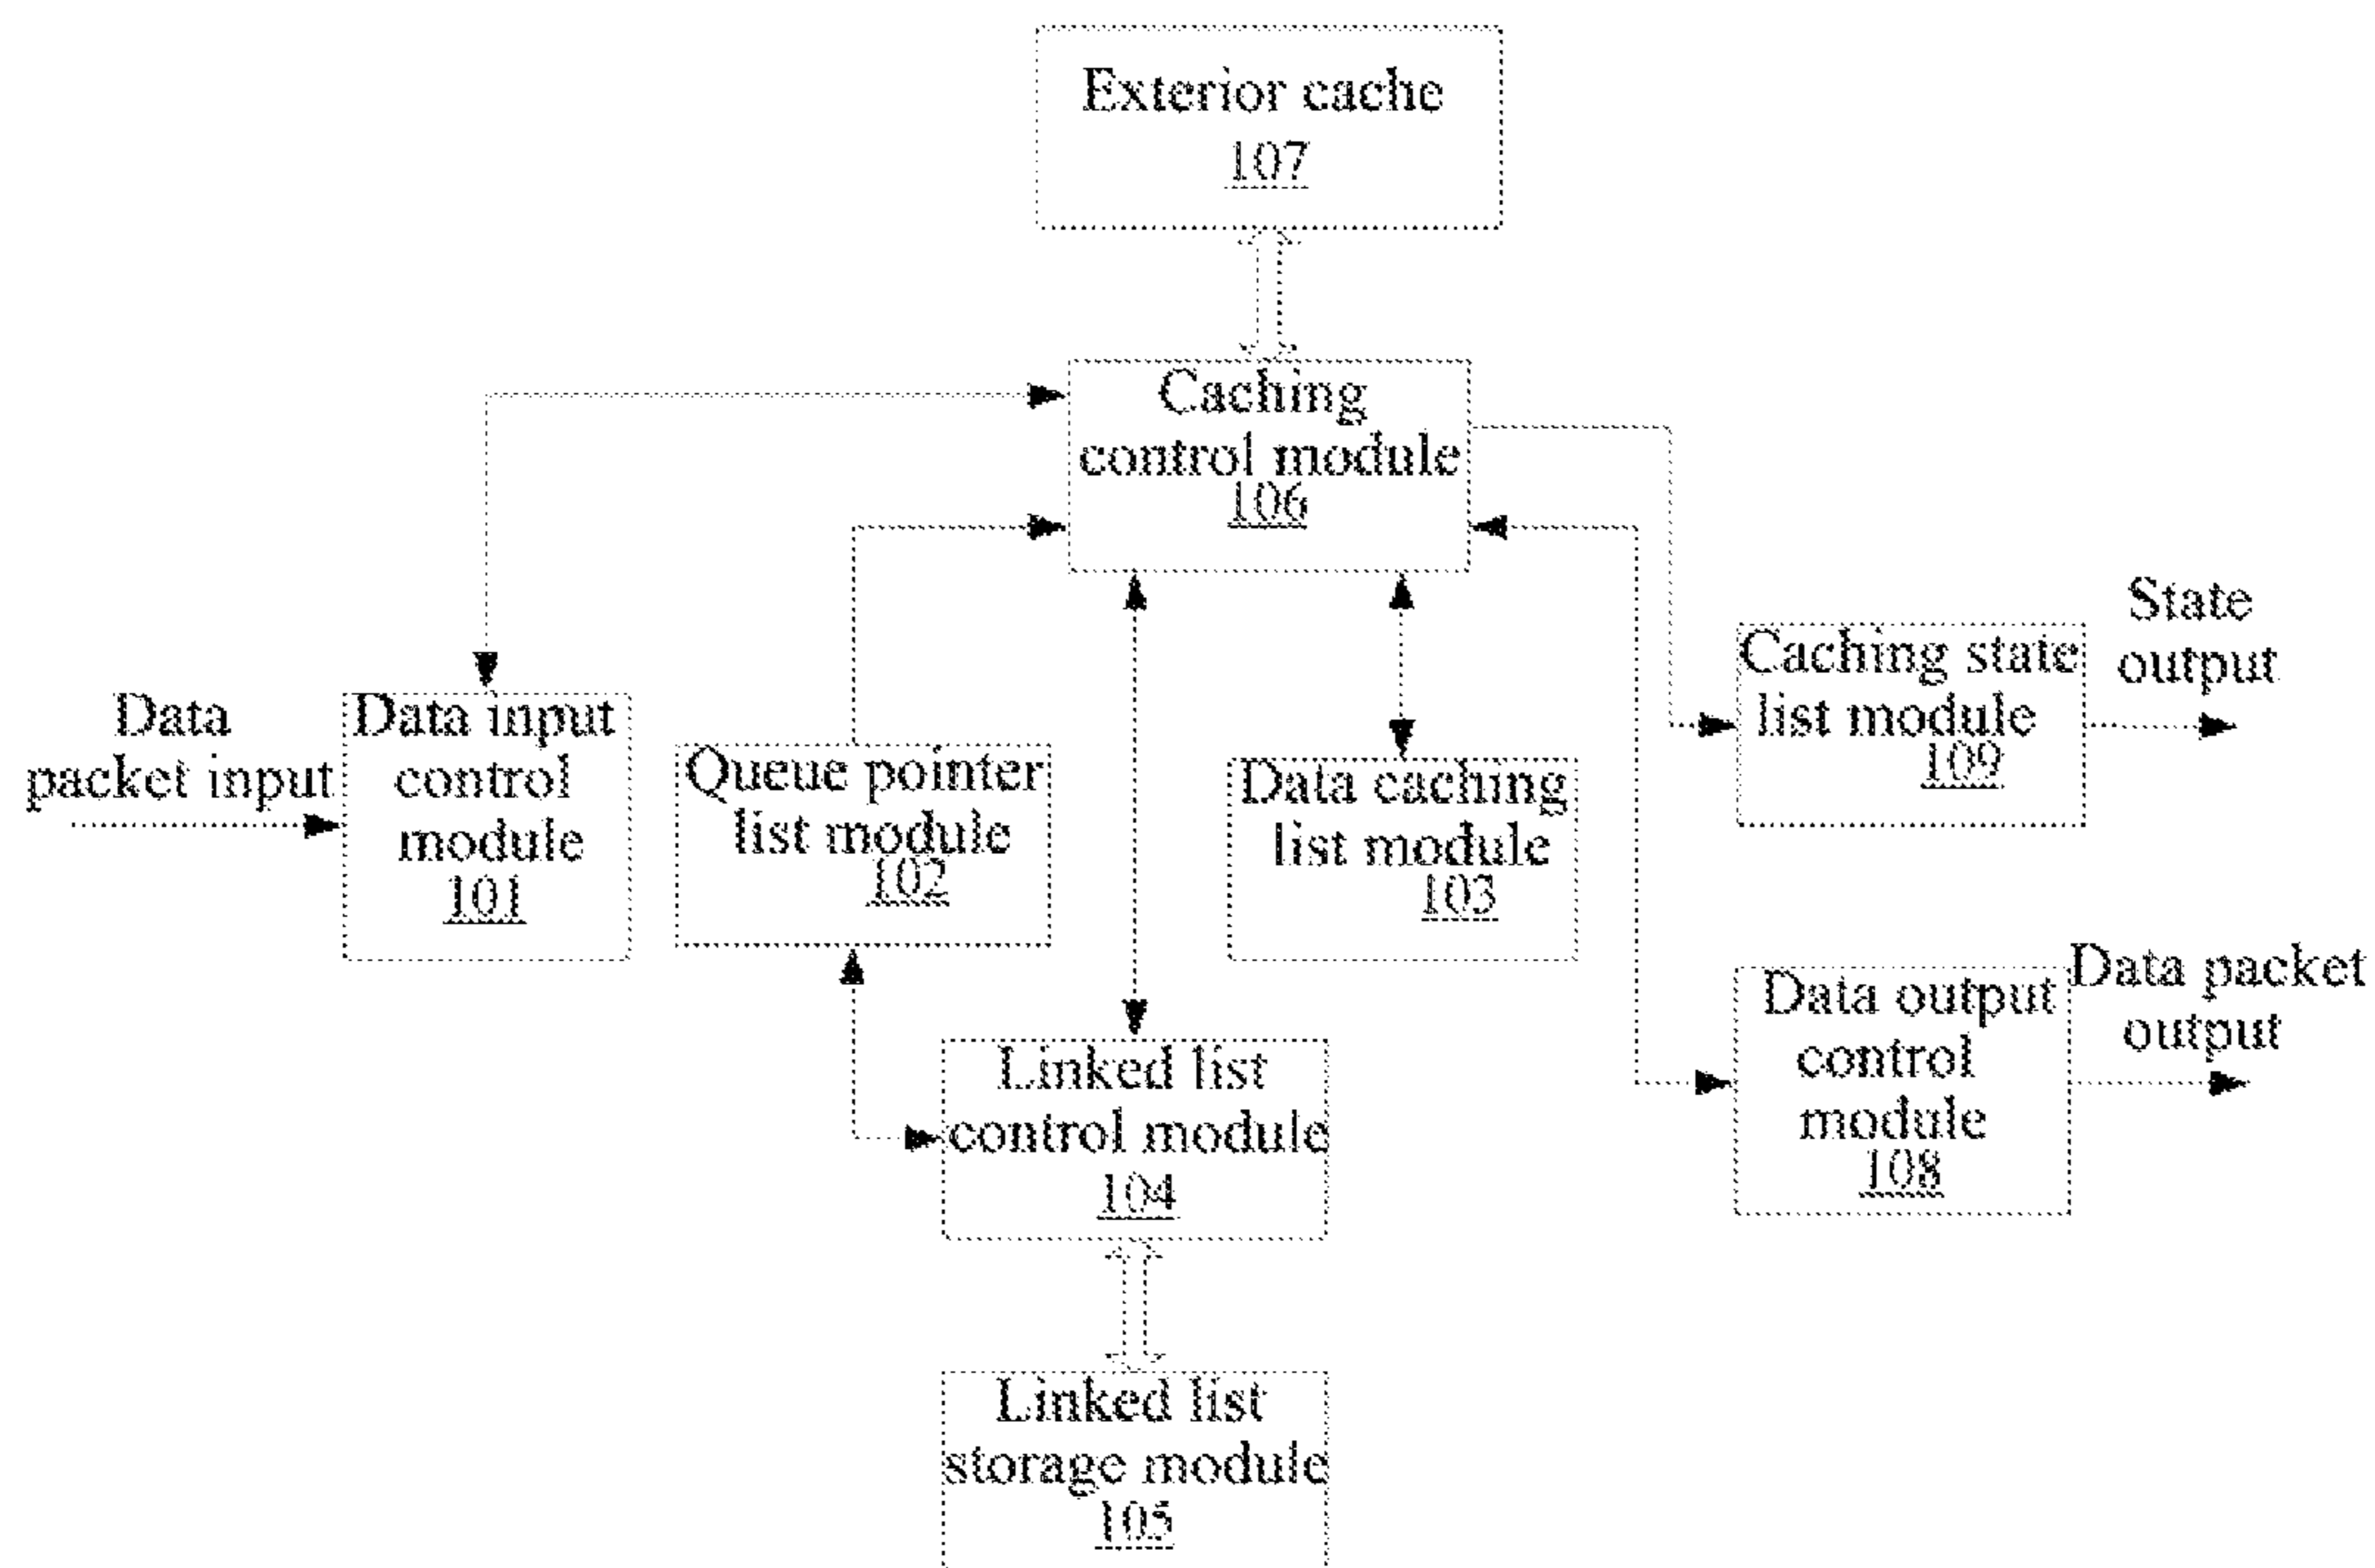 Exterior cache
107
Caching
control module
106
Data
packet input
Data input
control
module
101
Queue pointer
list module
102
Data caching
list module
103
Caching state
list module
109
State
output
Linked list
control module
104
Data output
control
module
108
Data packet
output
Linked list
storage module
105